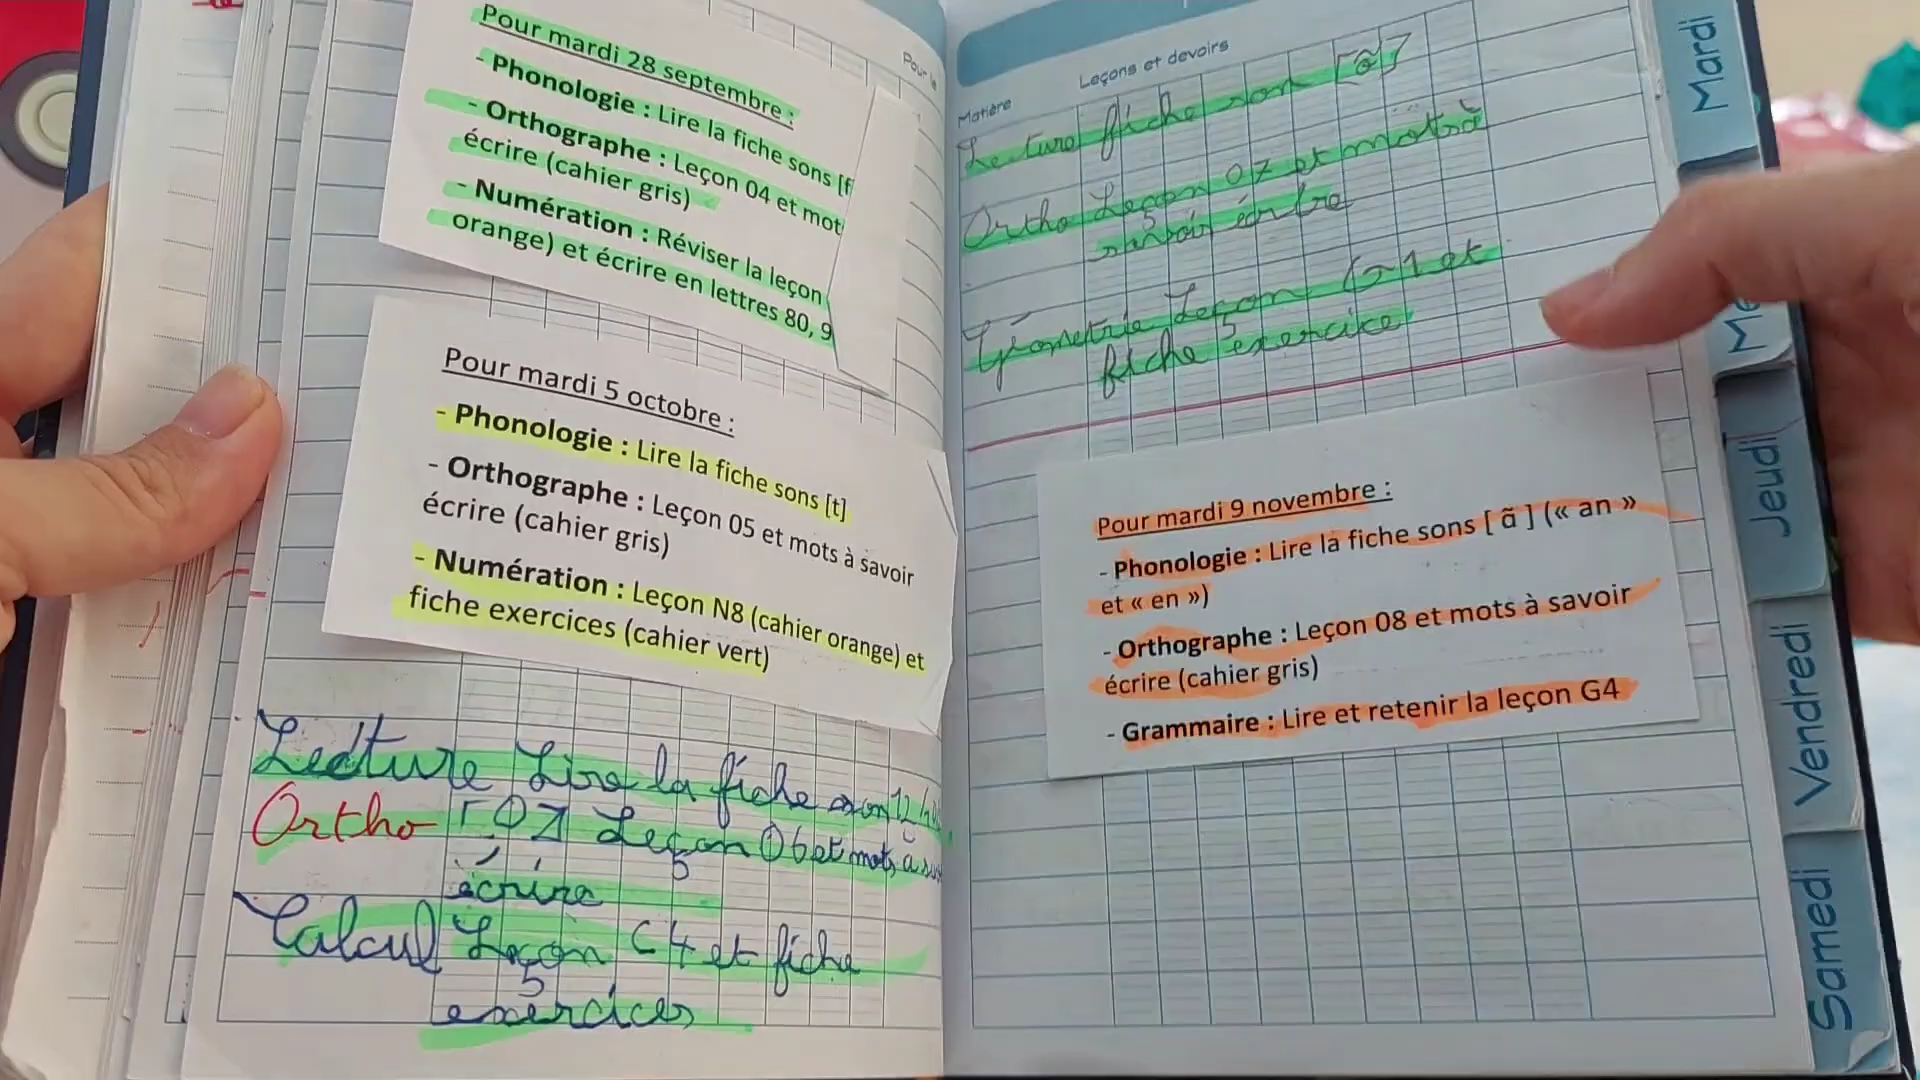 Pour mardi 28 septembre :
- Phonologie : Lire la fiche sons [f
- Orthographe : Leçon 04 et mot
écrire (cahier gris)
- Numération : Réviser la leçon
orange) et écrire en lettres 80, 9
Pour mardi 5 octobre :
- Phonologie : Lire la fiche sons [t]
- Orthographe : Leçon 05 et mots à savoir
écrire (cahier gris)
- Numération : Leçon N8 (cahier orange) et
fiche exercices (cahier vert)
Lecture Lire la fiche son
Ortho Leçon 06 et mots à
écrire
Calcul Leçon C4 et fiche
exercices
Pour le
Leçons et devoirs
Matière
Lecture fiche son [ã]
Ortho Leçon 07 et mots à
savoir écrire
Géométrie Leçon G1 et
fiche exercice
Pour mardi 9 novembre :
- Phonologie : Lire la fiche sons [ ã ] (« an »
et « en »)
- Orthographe : Leçon 08 et mots à savoir
écrire (cahier gris)
- Grammaire : Lire et retenir la leçon G4
Mardi
Me
Jeudi
Vendredi
Samedi